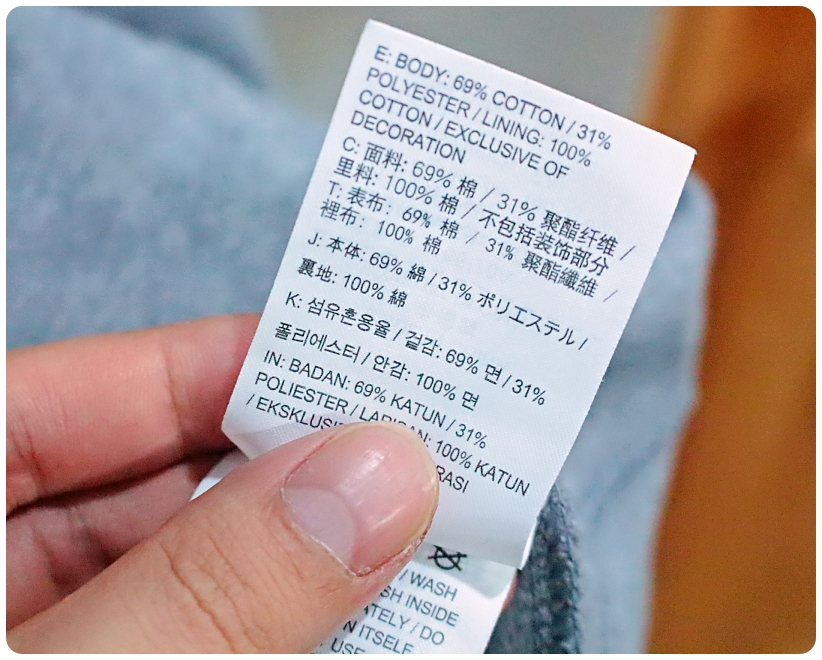 E: BODY: 69% COTTON / 31%
POLYESTER / LINING: 100%
COTTON / EXCLUSIVE OF
DECORATION
C: 面料: 69% 棉 / 31% 聚酯纤维 /
里料: 100% 棉 / 不包括装饰部分
T: 表布: 69% 棉 / 31% 聚酯纖維 /
裡布: 100% 棉
J: 本体: 69% 綿 / 31% ポリエステル /
裏地: 100% 綿
K: 섬유혼용율 / 겉감: 69% 면 / 31%
폴리에스터 / 안감: 100% 면
IN: BADAN: 69% KATUN / 31%
POLIESTER / LAPISAN: 100% KATUN
/ WASH
INSIDE
/ DO
ITSELF